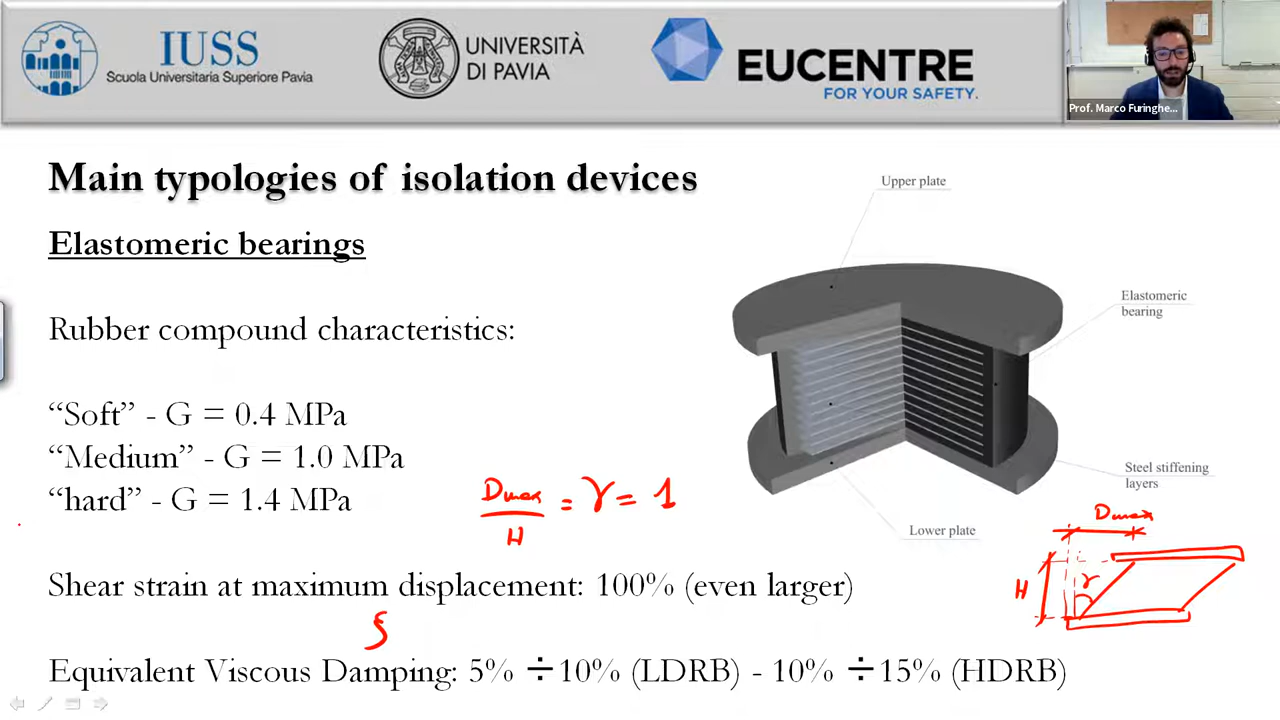 IUSS
Scuola Universitaria Superiore Pavia
UNIVERSITÀ
DI PAVIA
EUCENTRE
FOR YOUR SAFETY.
Prof. Marco Furinghe...
Main typologies of isolation devices
Elastomeric bearings
Rubber compound characteristics:
“Soft” - G = 0.4 MPa
“Medium” - G = 1.0 MPa
“hard” - G = 1.4 MPa
Dmax
H
= γ = 1
Shear strain at maximum displacement: 100% (even larger)
ξ
Equivalent Viscous Damping: 5% ÷10% (LDRB) - 10% ÷15% (HDRB)
Upper plate
Elastomeric
bearing
Steel stiffening
layers
Lower plate
Dmax
H
γ